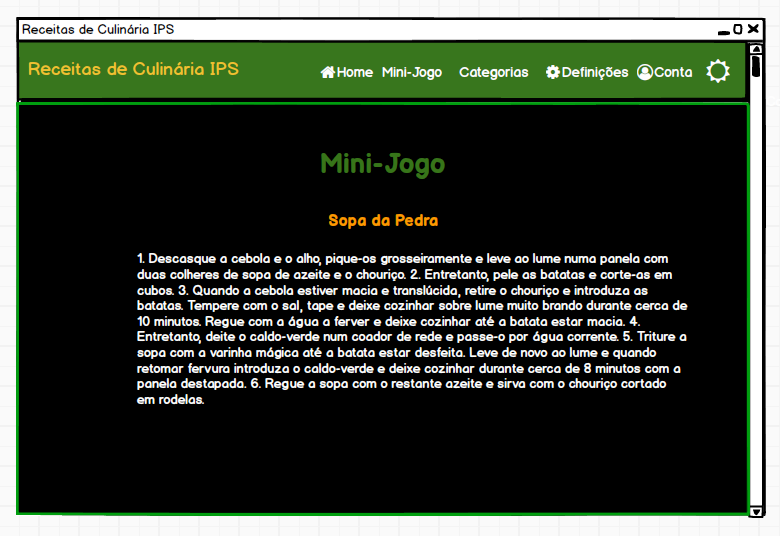 Receitas de Culinária IPS
Receitas de Culinária IPS Home Mini-Jogo Categorias Definições Conta
Mini-Jogo
Sopa da Pedra
1. Descasque a cebola e o alho, pique-os grosseiramente e leve ao lume numa panela com
duas colheres de sopa de azeite e o chouriço. 2. Entretanto, pele as batatas e corte-as em
cubos. 3. Quando a cebola estiver macia e translúcida, retire o chouriço e introduza as
batatas. Tempere com o sal, tape e deixe cozinhar sobre lume muito brando durante cerca de
10 minutos. Regue com a água a ferver e deixe cozinhar até a batata estar macia. 4.
Entretanto, deite o caldo-verde num coador de rede e passe-o por água corrente. 5. Triture a
sopa com a varinha mágica até a batata estar desfeita. Leve de novo ao lume e quando
retomar fervura introduza o caldo-verde e deixe cozinhar durante cerca de 8 minutos com a
panela destapada. 6. Regue a sopa com o restante azeite e sirva com o chouriço cortado
em rodelas.